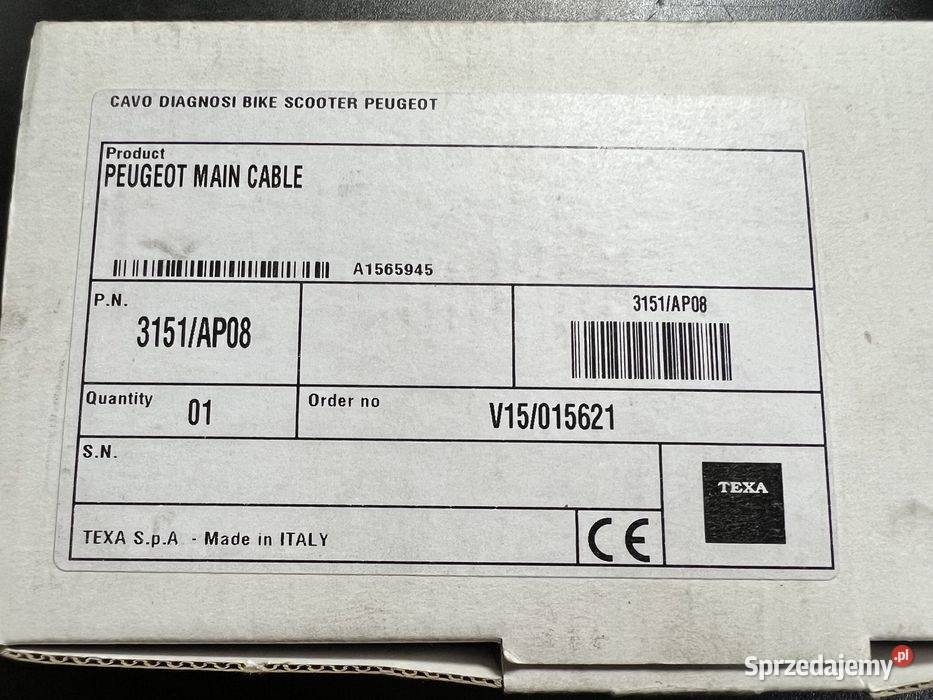 CAVO DIAGNOSI BIKE SCOOTER PEUGEOT
Product
PEUGEOT MAIN CABLE
A1565945
P.N.
3151/AP08
3151/AP08
Quantity 01
Order no V15/015621
S.N.
TEXA
TEXA S.p.A. - Made in ITALY
CE
Sprzedajemy.pl